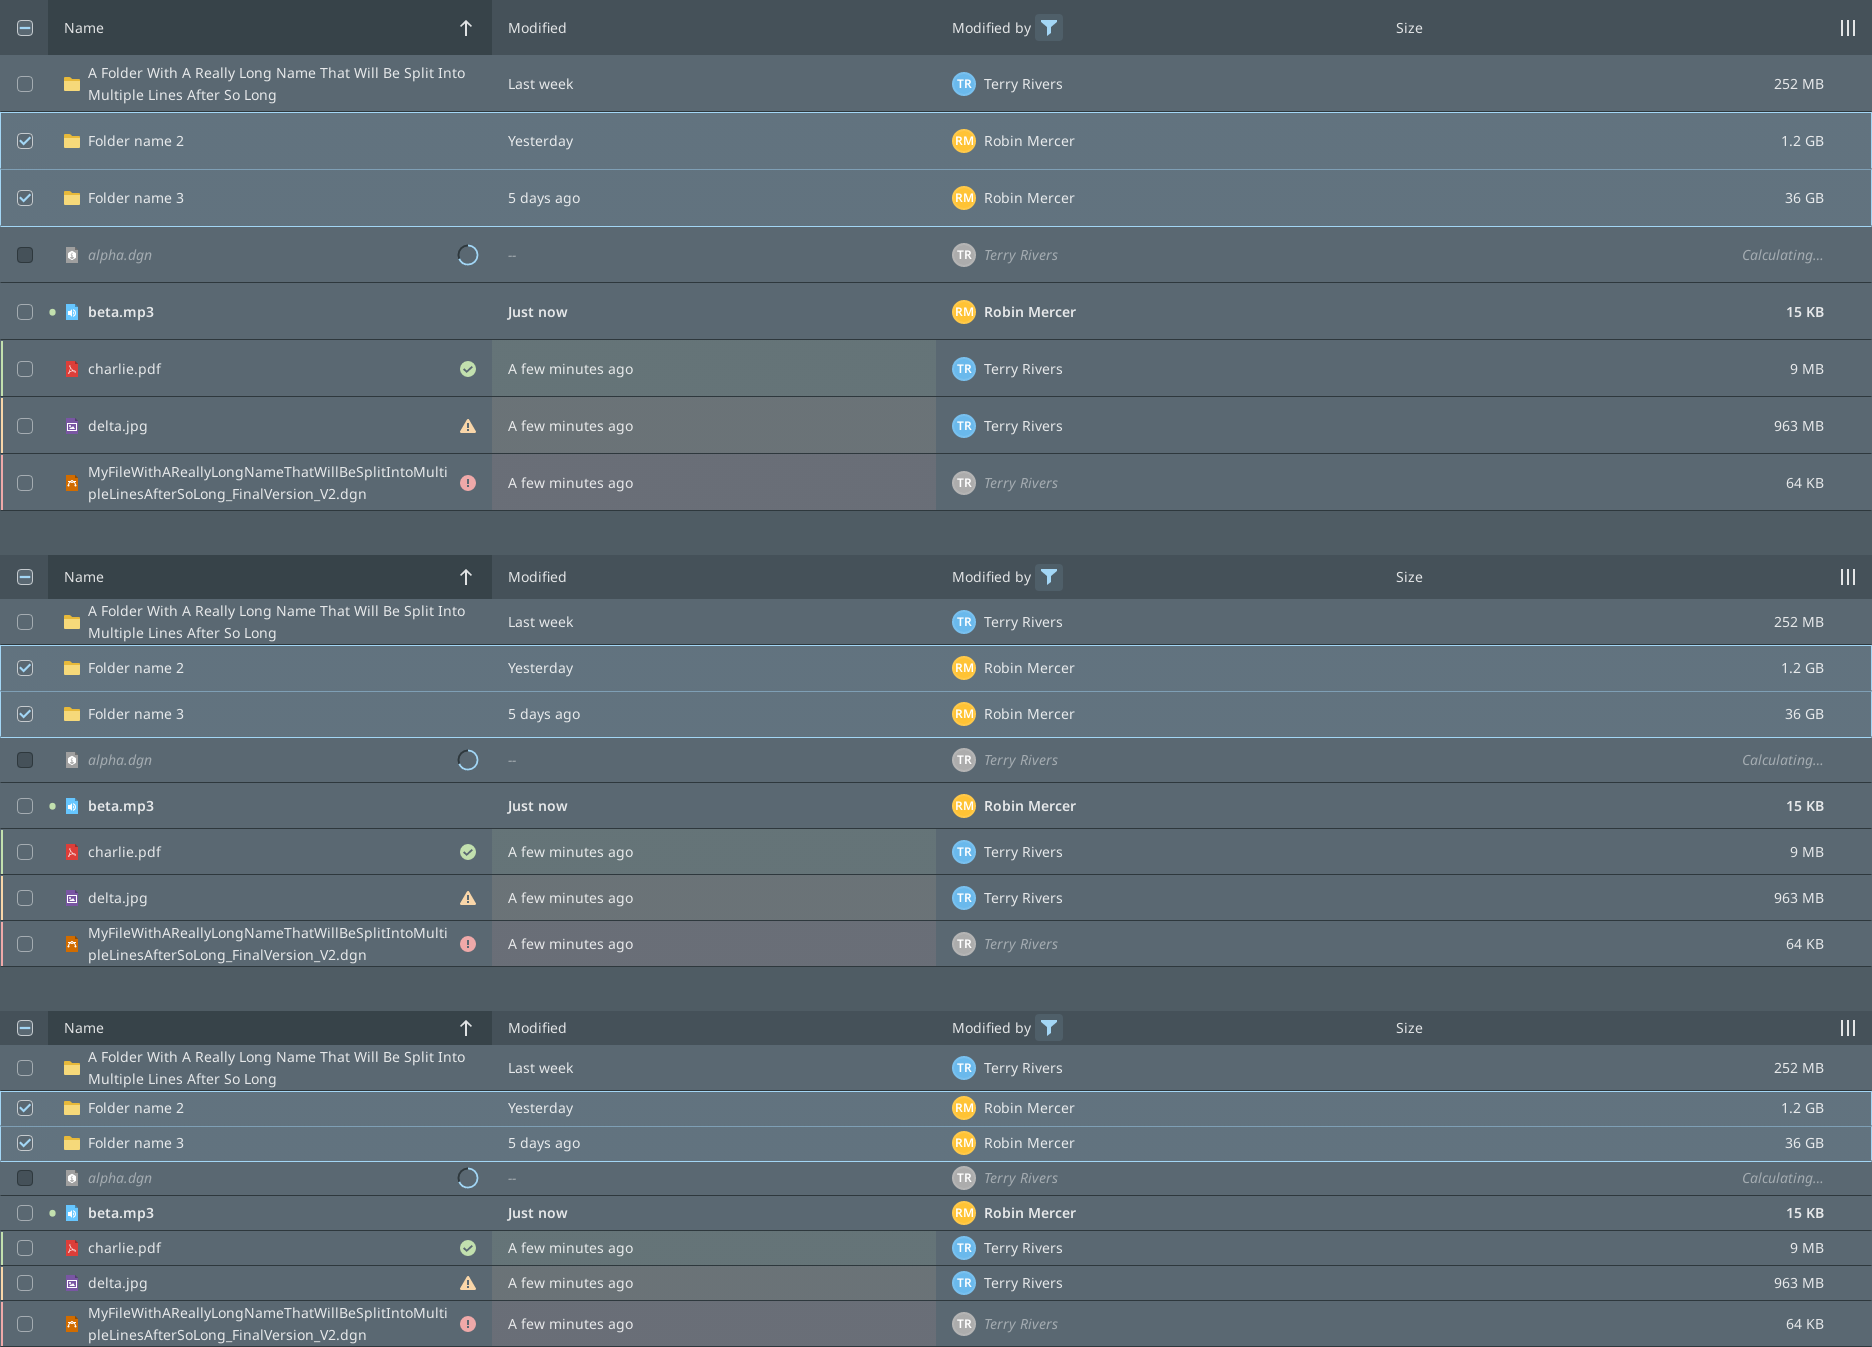 Name Modified Modified by Size
A Folder With A Really Long Name That Will Be Split Into
Multiple Lines After So Long
Last week TR Terry Rivers 252 MB
Folder name 2 Yesterday RM Robin Mercer 1.2 GB
Folder name 3 5 days ago RM Robin Mercer 36 GB
alpha.dgn -- TR Terry Rivers Calculating...
beta.mp3 Just now RM Robin Mercer 15 KB
charlie.pdf A few minutes ago TR Terry Rivers 9 MB
delta.jpg A few minutes ago TR Terry Rivers 963 MB
MyFileWithAReallyLongNameThatWillBeSplitIntoMulti
pleLinesAfterSoLong_FinalVersion_V2.dgn
A few minutes ago TR Terry Rivers 64 KB
Name Modified Modified by Size
A Folder With A Really Long Name That Will Be Split Into
Multiple Lines After So Long
Last week TR Terry Rivers 252 MB
Folder name 2 Yesterday RM Robin Mercer 1.2 GB
Folder name 3 5 days ago RM Robin Mercer 36 GB
alpha.dgn -- TR Terry Rivers Calculating...
beta.mp3 Just now RM Robin Mercer 15 KB
charlie.pdf A few minutes ago TR Terry Rivers 9 MB
delta.jpg A few minutes ago TR Terry Rivers 963 MB
MyFileWithAReallyLongNameThatWillBeSplitIntoMulti
pleLinesAfterSoLong_FinalVersion_V2.dgn
A few minutes ago TR Terry Rivers 64 KB
Name Modified Modified by Size
A Folder With A Really Long Name That Will Be Split Into
Multiple Lines After So Long
Last week TR Terry Rivers 252 MB
Folder name 2 Yesterday RM Robin Mercer 1.2 GB
Folder name 3 5 days ago RM Robin Mercer 36 GB
alpha.dgn -- TR Terry Rivers Calculating...
beta.mp3 Just now RM Robin Mercer 15 KB
charlie.pdf A few minutes ago TR Terry Rivers 9 MB
delta.jpg A few minutes ago TR Terry Rivers 963 MB
MyFileWithAReallyLongNameThatWillBeSplitIntoMulti
pleLinesAfterSoLong_FinalVersion_V2.dgn
A few minutes ago TR Terry Rivers 64 KB